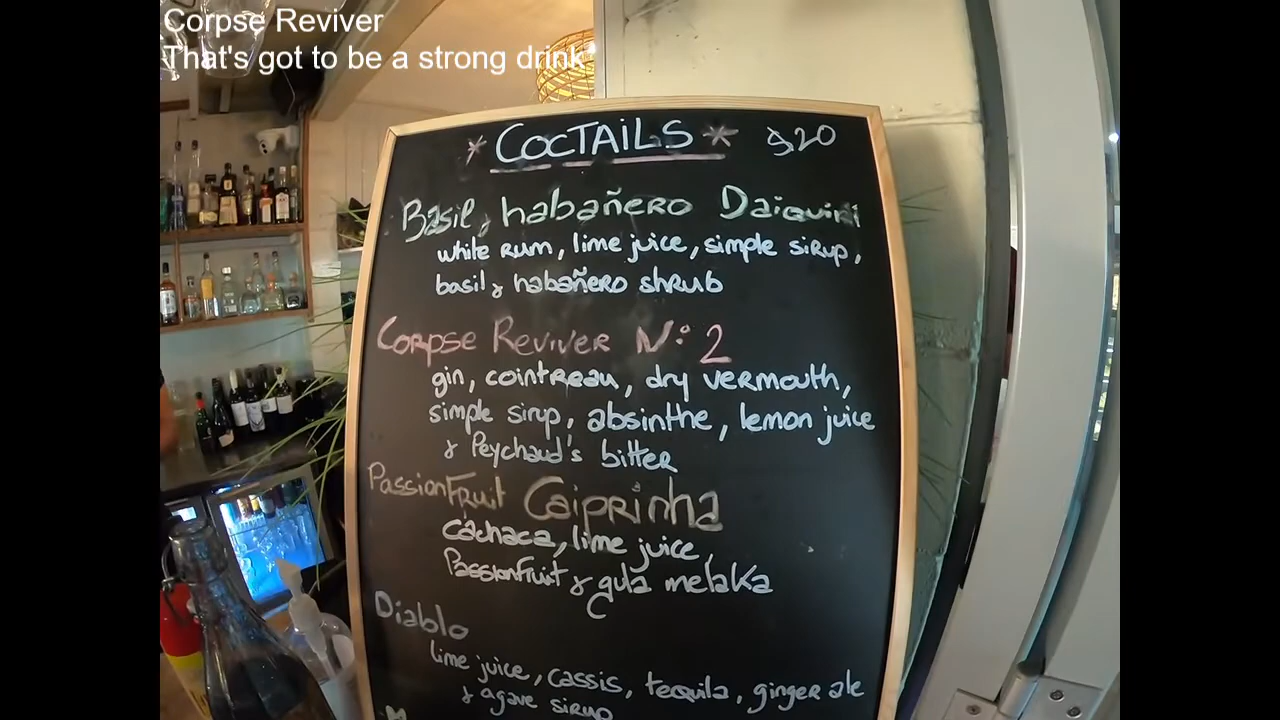 Corpse Reviver
That's got to be a strong drink
* COCTAILS * $20
Basil & habañero Daiquiri
white rum, lime juice, simple sirup,
basil & habañero shrub
Corpse Reviver N: 2
gin, cointreau, dry vermouth,
simple sirup, absinthe, lemon juice
& Peychaud's bitter
Passionfruit Caiprinha
cachaca, lime juice,
Passionfruit & gula melaka
Diablo
lime juice, cassis, tequila, ginger ale
& agave sirup